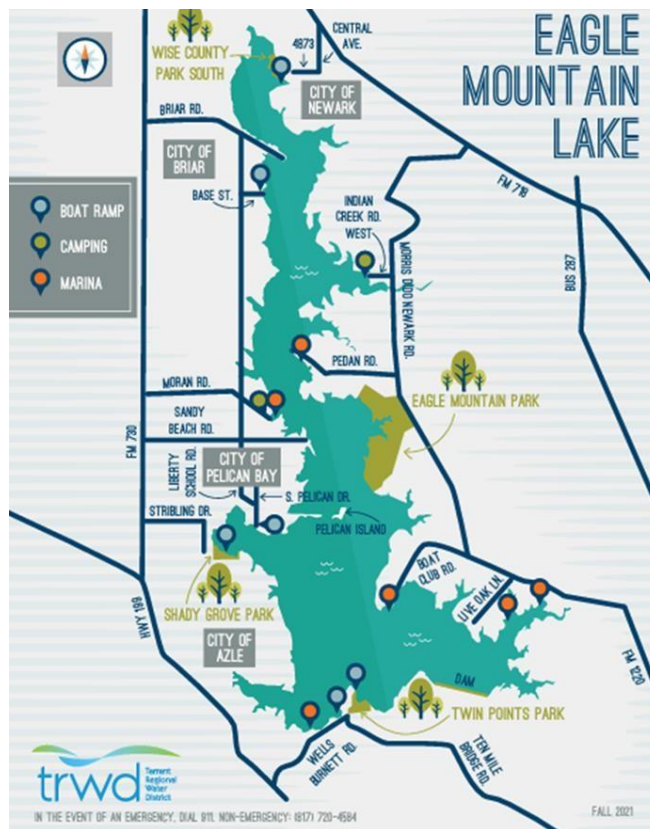 EAGLE
MOUNTAIN
LAKE
WISE COUNTY
PARK SOUTH
4873
CENTRAL
AVE.
CITY OF
NEWARK
BRIAR RD.
CITY OF
BRIAR
BASE ST.
FM 718
BOAT RAMP
CAMPING
MARINA
INDIAN
CREEK RD.
WEST
MORRIS DIDO NEWARK RD.
BUS 287
PEDAN RD.
MORAN RD.
EAGLE MOUNTAIN PARK
SANDY
BEACH RD.
FM 730
LIBERTY
SCHOOL RD.
CITY OF
PELICAN BAY
S. PELICAN DR.
STRIBLING DR.
PELICAN ISLAND
BOAT
CLUB RD.
LIVE OAK LN.
SHADY GROVE PARK
HWY 199
CITY OF
AZLE
FM 1220
DAM
TWIN POINTS PARK
WELLS
BURNETT RD.
TEN MILE
BRIDGE RD.
trwd
Tarrant
Regional
Water
District
IN THE EVENT OF AN EMERGENCY, DIAL 911. NON-EMERGENCY: (817) 720-4584
FALL 2021